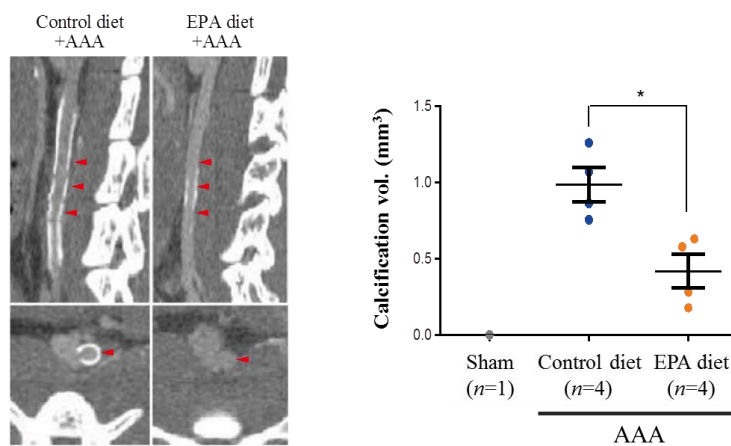 Control diet
+AAA
EPA diet
+AAA
Calcification vol. (mm³)
1.5
1.0
0.5
0.0
*
Sham
(n=1)
Control diet
(n=4)
EPA diet
(n=4)
AAA